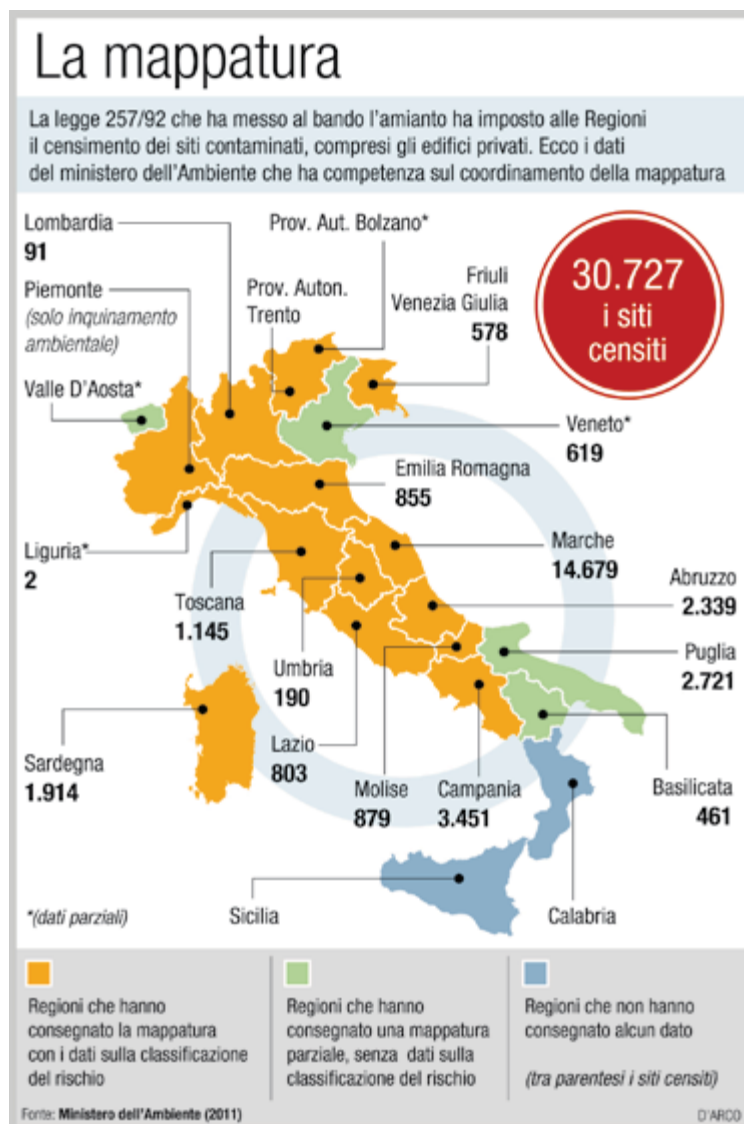 La mappatura
La legge 257/92 che ha messo al bando l'amianto ha imposto alle Regioni
il censimento dei siti contaminati, compresi gli edifici privati. Ecco i dati
del ministero dell'Ambiente che ha competenza sul coordinamento della mappatura
Lombardia
91
Prov. Aut. Bolzano*
Piemonte
(solo inquinamento
ambientale)
Prov. Auton.
Trento
Friuli
Venezia Giulia
578
30.727
i siti
censiti
Valle D'Aosta*
Veneto*
619
Emilia Romagna
855
Liguria*
2
Marche
14.679
Abruzzo
2.339
Toscana
1.145
Umbria
190
Puglia
2.721
Sardegna
1.914
Lazio
803
Molise
879
Campania
3.451
Basilicata
461
*(dati parziali)
Sicilia
Calabria
Regioni che hanno
consegnato la mappatura
con i dati sulla classificazione
del rischio
Regioni che hanno
consegnato una mappatura
parziale, senza dati sulla
classificazione del rischio
Regioni che non hanno
consegnato alcun dato
(tra parentesi i siti censiti)
Fonte: Ministero dell'Ambiente (2011)
D'ARCO